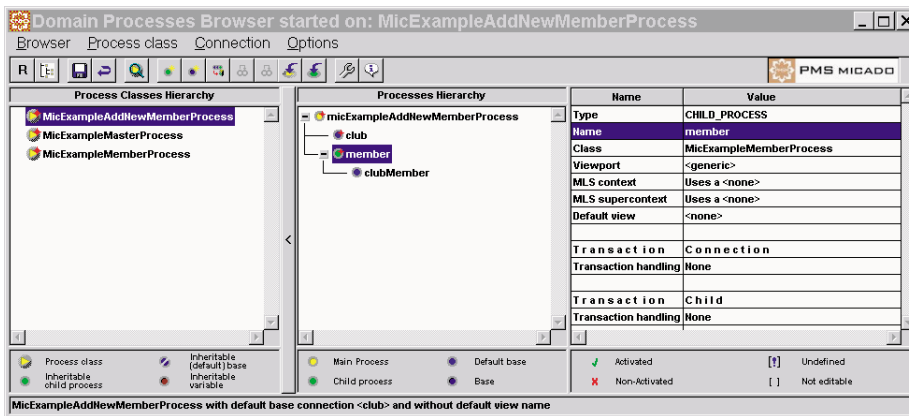 Domain Processes Browser started on: MicExampleAddNewMemberProcess
Browser Process class Connection Options
R
PMS MICADO
Process Classes Hierarchy
MicExampleAddNewMemberProcess
MicExampleMasterProcess
MicExampleMemberProcess
<
Processes Hierarchy
micExampleAddNewMemberProcess
club
member
clubMember
Name Value
Type CHILD_PROCESS
Name member
Class MicExampleMemberProcess
Viewport <generic>
MLS context Uses a <none>
MLS supercontext Uses a <none>
Default view <none>
Transaction Connection
Transaction handling None
Transaction Child
Transaction handling None
Process class Inheritable (default) base
Inheritable child process Inheritable variable
Main Process Default base
Child process Base
Activated [!] Undefined
Non-Activated [ ] Not editable
MicExampleAddNewMemberProcess with default base connection <club> and without default view name